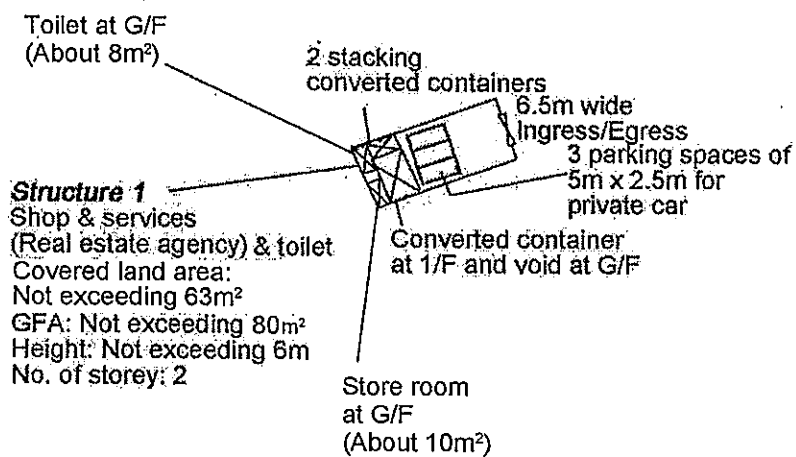 Toilet at G/F
(About 8m²)
2 stacking
converted containers
6.5m wide
Ingress/Egress
3 parking spaces of
5m x 2.5m for
private car
Structure 1
Shop & services
(Real estate agency) & toilet
Covered land area:
Not exceeding 63m²
GFA: Not exceeding 80m²
Height: Not exceeding 6m
No. of storey: 2
Converted container
at 1/F and void at G/F
Store room
at G/F
(About 10m²)